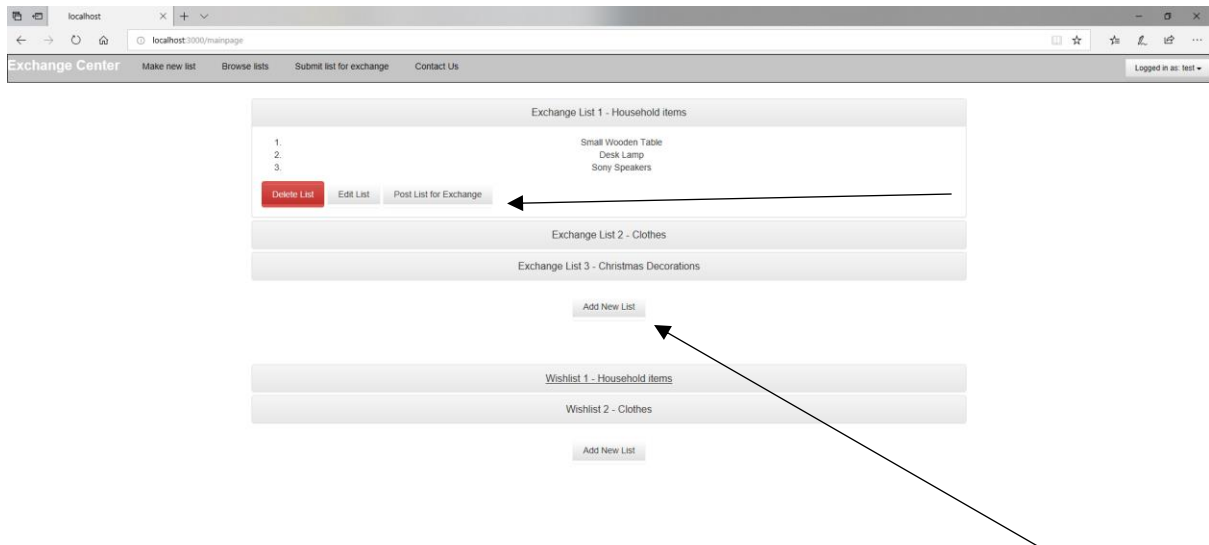 localhost
localhost:3000/mainpage
Exchange Center Make new list Browse lists Submit list for exchange Contact Us Logged in as: test
Exchange List 1 - Household items
1. Small Wooden Table
2. Desk Lamp
3. Sony Speakers
Delete List Edit List Post List for Exchange
Exchange List 2 - Clothes
Exchange List 3 - Christmas Decorations
Add New List
Wishlist 1 - Household items
Wishlist 2 - Clothes
Add New List